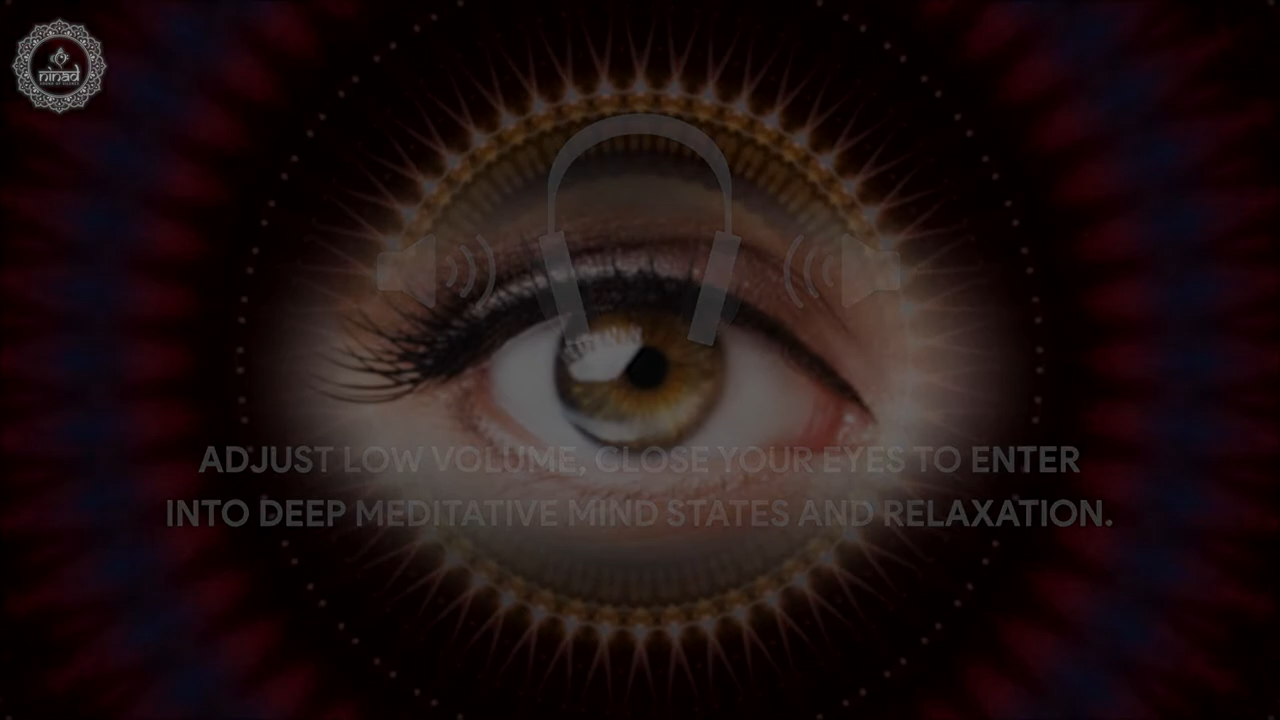 ninad
ADJUST LOW VOLUME, CLOSE YOUR EYES TO ENTER
INTO DEEP MEDITATIVE MIND STATES AND RELAXATION.